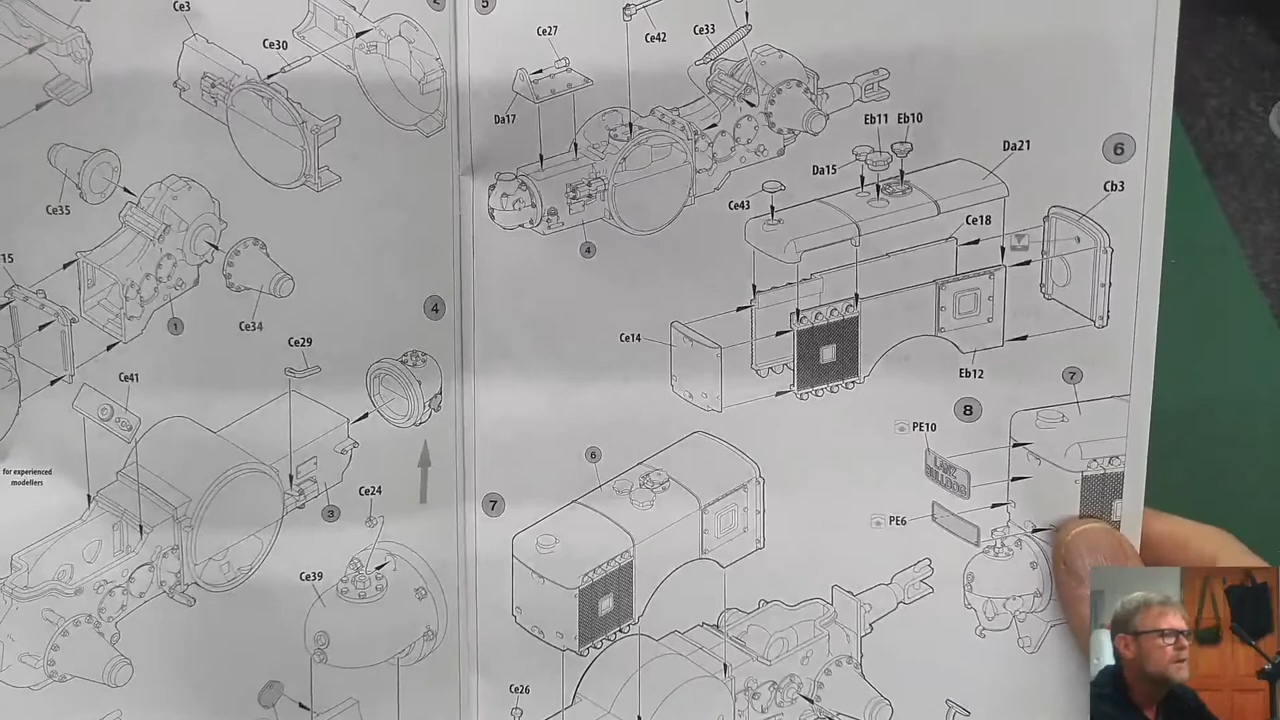 Ce3
2
Ce30
Ce35
15
1
Ce34
4
Ce29
Ce41
for experienced
modellers
3
Ce24
Ce39
5
Ce42
Ce33
Ce27
Da17
4
Eb11
Eb10
Da21
6
Cb3
Da15
Ce43
Ce18
Ce14
Eb12
7
8
PE10
LANZ
BULLDOG
PE6
6
7
Ce26